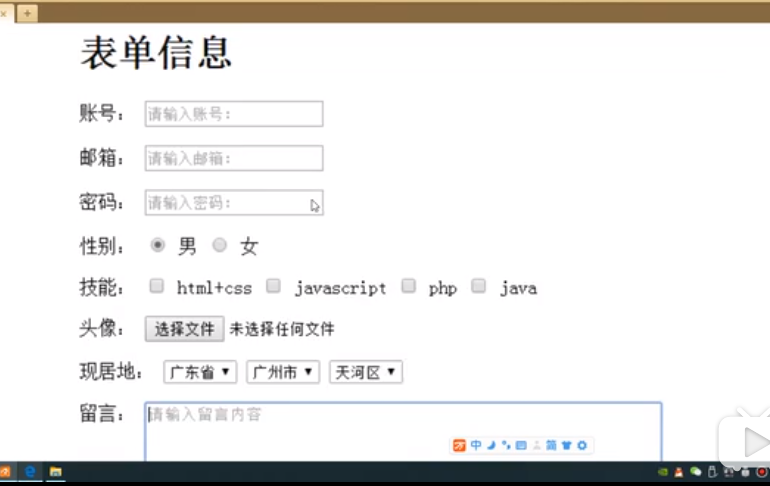 表单信息
账号： 请输入账号：
邮箱： 请输入邮箱：
密码： 请输入密码：
性别： 男 女
技能： html+css javascript php java
头像： 选择文件 未选择任何文件
现居地： 广东省 广州市 天河区
留言： 请输入留言内容
中 简